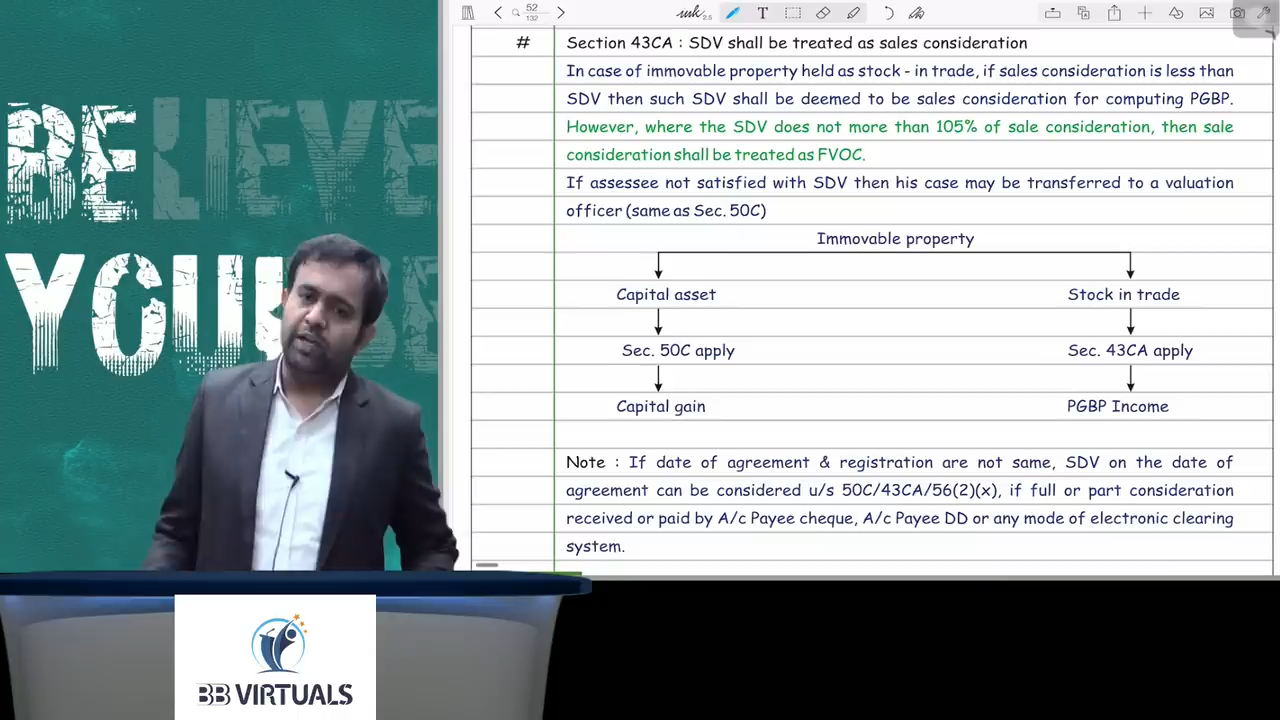 BELIEVE
YOURSE
BB VIRTUALS
52
132
2.5
T
# Section 43CA : SDV shall be treated as sales consideration
In case of immovable property held as stock - in trade, if sales consideration is less than
SDV then such SDV shall be deemed to be sales consideration for computing PGBP.
However, where the SDV does not more than 105% of sale consideration, then sale
consideration shall be treated as FVOC.
If assessee not satisfied with SDV then his case may be transferred to a valuation
officer (same as Sec. 50C)
Immovable property
Capital asset Stock in trade
Sec. 50C apply Sec. 43CA apply
Capital gain PGBP Income
Note : If date of agreement & registration are not same, SDV on the date of
agreement can be considered u/s 50C/43CA/56(2)(x), if full or part consideration
received or paid by A/c Payee cheque, A/c Payee DD or any mode of electronic clearing
system.